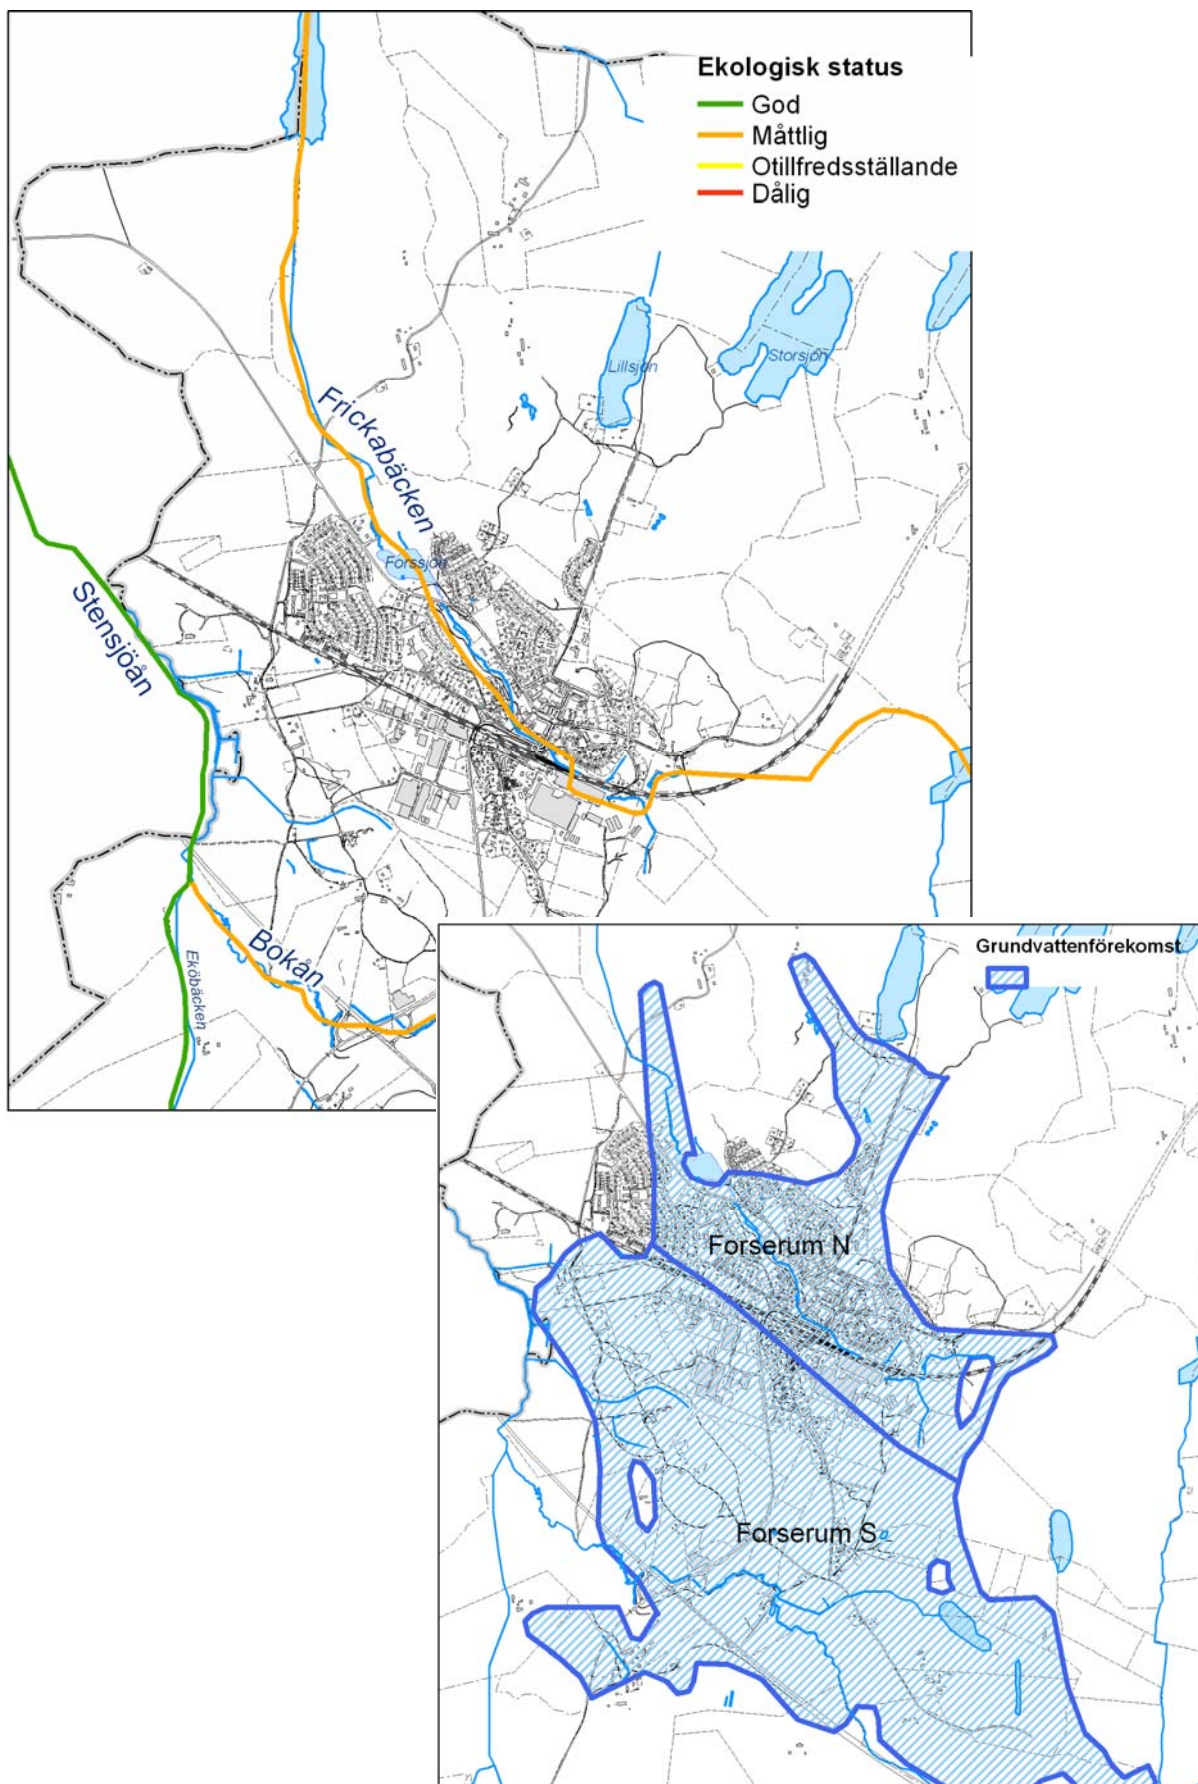 Ekologisk status
God
Måttlig
Otillfredsställande
Dålig
Lillsjön
Storsjön
Frickabäcken
Forssjön
Stensjöån
Bokån
Eköbäcken
Grundvattenförekomst
Forserum N
Forserum S